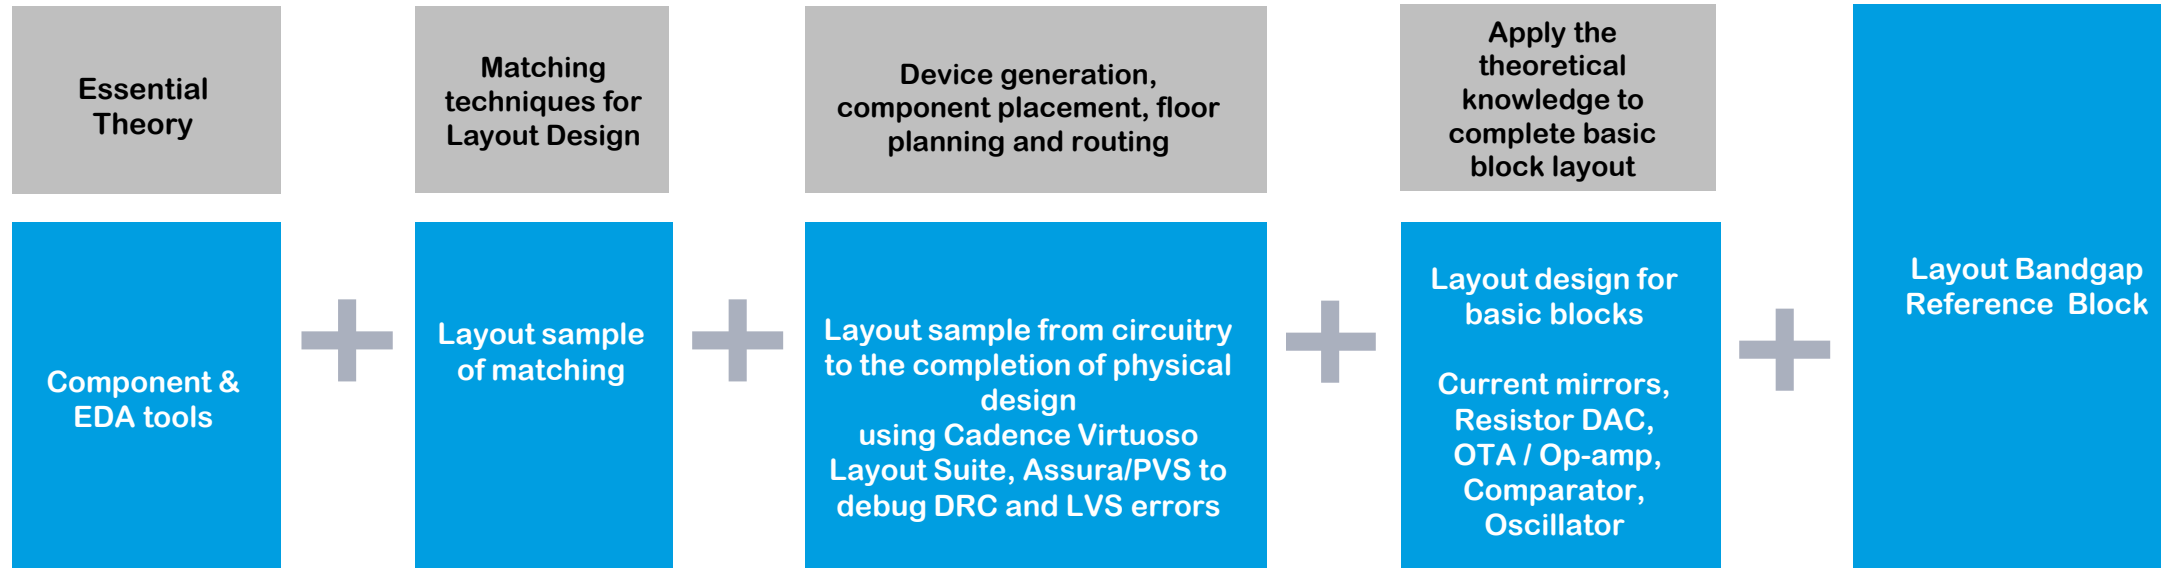 Essential
Theory
Component &
EDA tools
Matching
techniques for
Layout Design
Layout sample
of matching
Device generation,
component placement, floor
planning and routing
Layout sample from circuitry
to the completion of physical
design
using Cadence Virtuoso
Layout Suite, Assura/PVS to
debug DRC and LVS errors
Apply the
theoretical
knowledge to
complete basic
block layout
Layout design for
basic blocks
Current mirrors,
Resistor DAC,
OTA / Op-amp,
Comparator,
Oscillator
Layout Bandgap
Reference Block